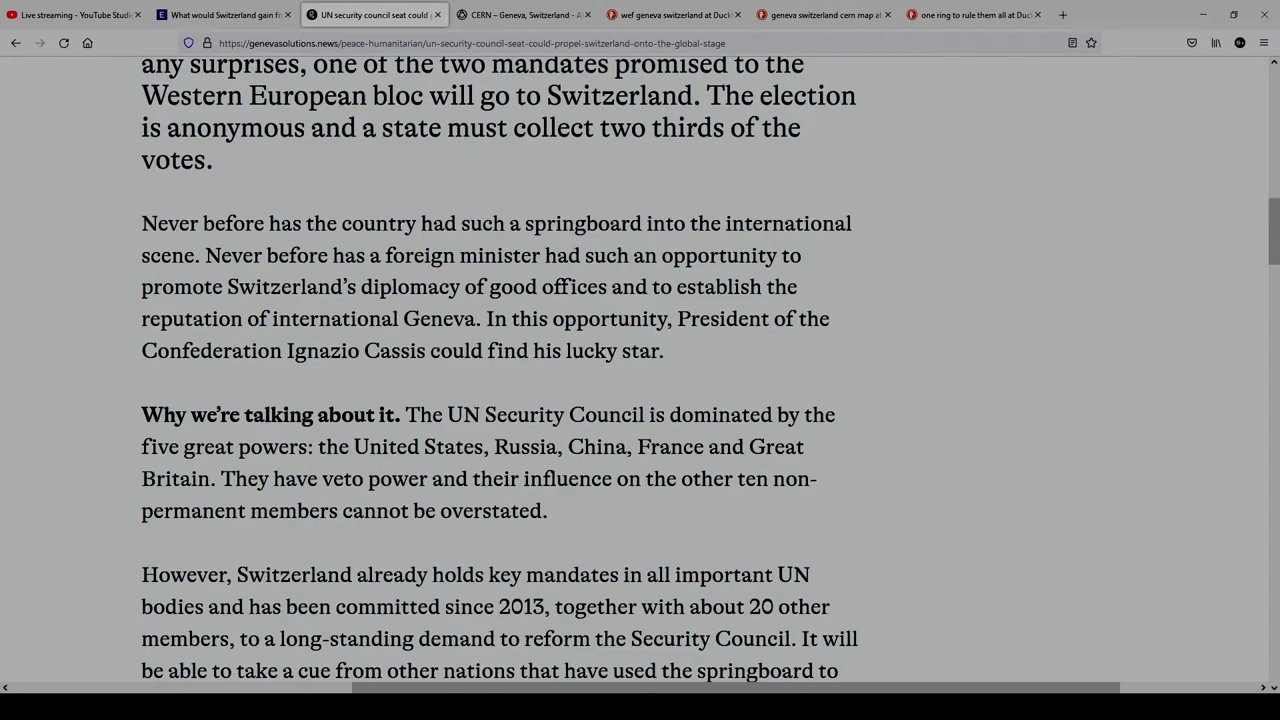 Live streaming - YouTube Studi
What would Switzerland gain fr
UN security council seat could
CERN – Geneva, Switzerland - A
wef geneva switzerland at Duck
geneva switzerland cern map at
one ring to rule them all at Duc
https://genevasolutions.news/peace-humanitarian/un-security-council-seat-could-propel-switzerland-onto-the-global-stage
any surprises, one of the two mandates promised to the
Western European bloc will go to Switzerland. The election
is anonymous and a state must collect two thirds of the
votes.
Never before has the country had such a springboard into the international
scene. Never before has a foreign minister had such an opportunity to
promote Switzerland’s diplomacy of good offices and to establish the
reputation of international Geneva. In this opportunity, President of the
Confederation Ignazio Cassis could find his lucky star.
Why we’re talking about it. The UN Security Council is dominated by the
five great powers: the United States, Russia, China, France and Great
Britain. They have veto power and their influence on the other ten non-
permanent members cannot be overstated.
However, Switzerland already holds key mandates in all important UN
bodies and has been committed since 2013, together with about 20 other
members, to a long-standing demand to reform the Security Council. It will
be able to take a cue from other nations that have used the springboard to